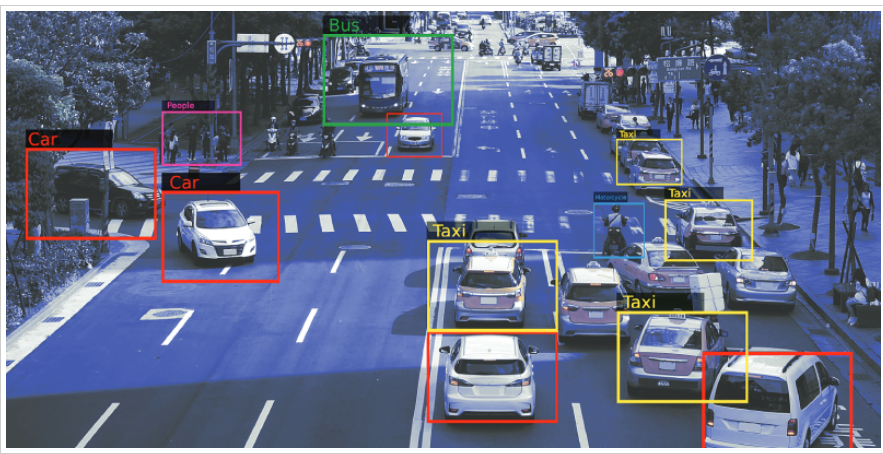 Bus
People
Car
Taxi
Car
Taxi
Motorcycle
Taxi
Taxi